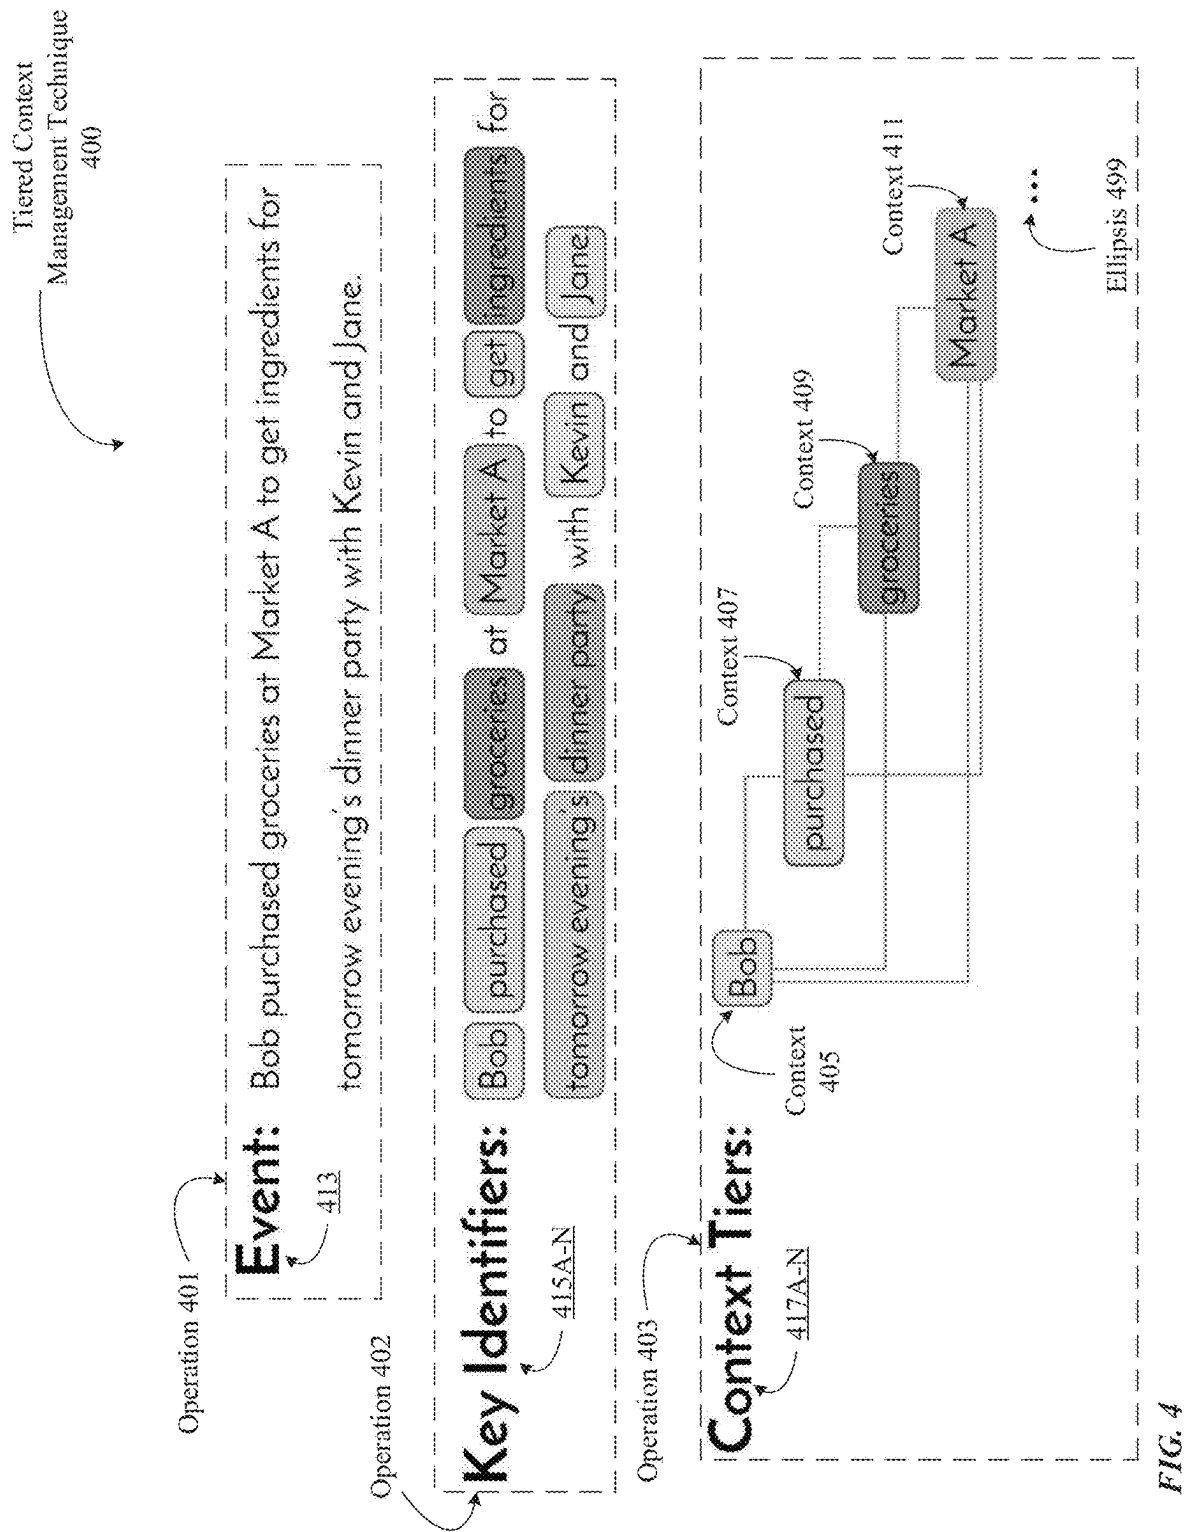 Tiered Context
Management Technique
400
Operation 401
Event: Bob purchased groceries at Market A to get ingredients for
413
tomorrow evening's dinner party with Kevin and Jane.
Operation 402
Key Identifiers: Bob purchased groceries at Market A to get ingredients for
415A-N
tomorrow evening's dinner party with Kevin and Jane.
Operation 403
Context Tiers:
417A-N
Context
405
Bob
Context 407
purchased
Context 409
groceries
Context 411
Market A
...
Ellipsis 499
FIG. 4